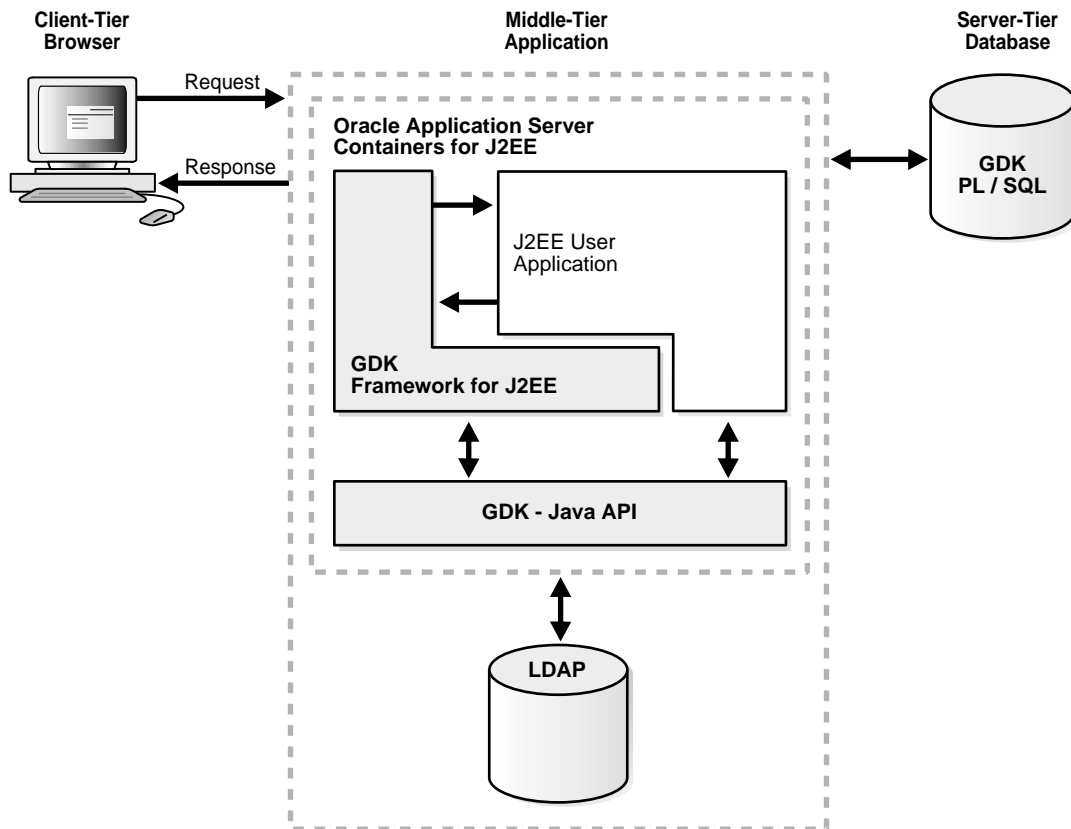 Client-Tier
Browser
Middle-Tier
Application
Server-Tier
Database
Request
Response
Oracle Application Server
Containers for J2EE
J2EE User
Application
GDK
Framework for J2EE
GDK - Java API
LDAP
GDK
PL / SQL